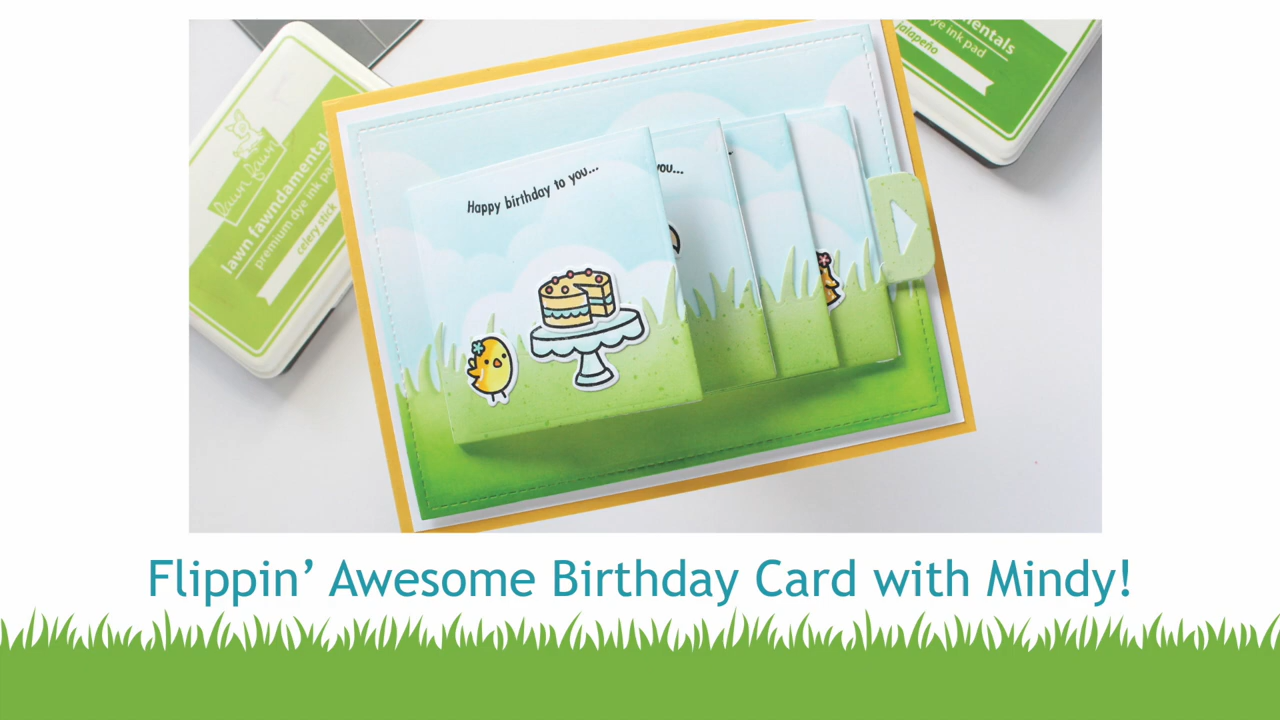 lawn fawn
lawn fawndamentals
premium dye ink pad
celery stick
Happy birthday to you...
you...
mentals
dye ink pad
jalapeño
Flippin’ Awesome Birthday Card with Mindy!